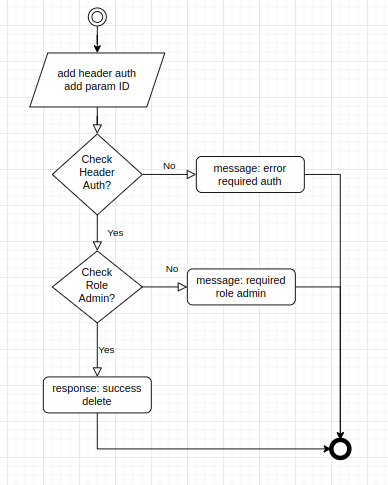 add header auth
add param ID
Check
Header
Auth?
No
message: error
required auth
Yes
Check
Role
Admin?
No
message: required
role admin
Yes
response: success
delete